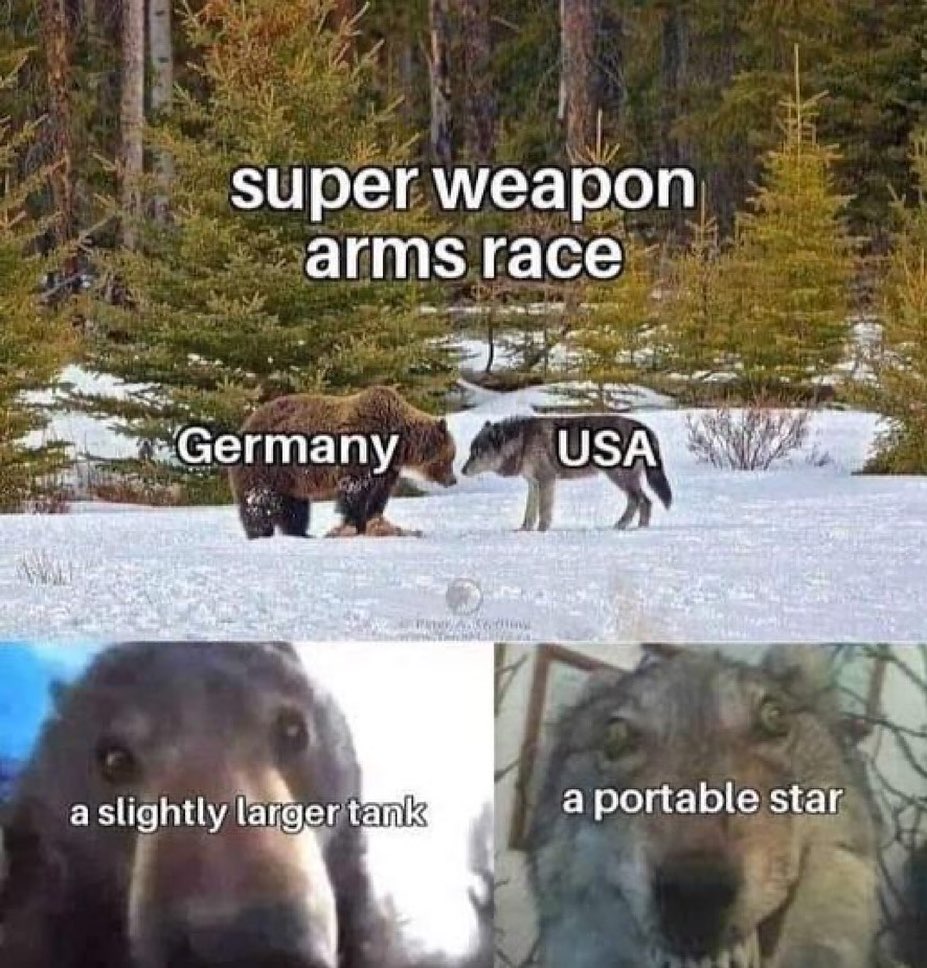 super weapon
arms race
Germany
USA
a slightly larger tank
a portable star